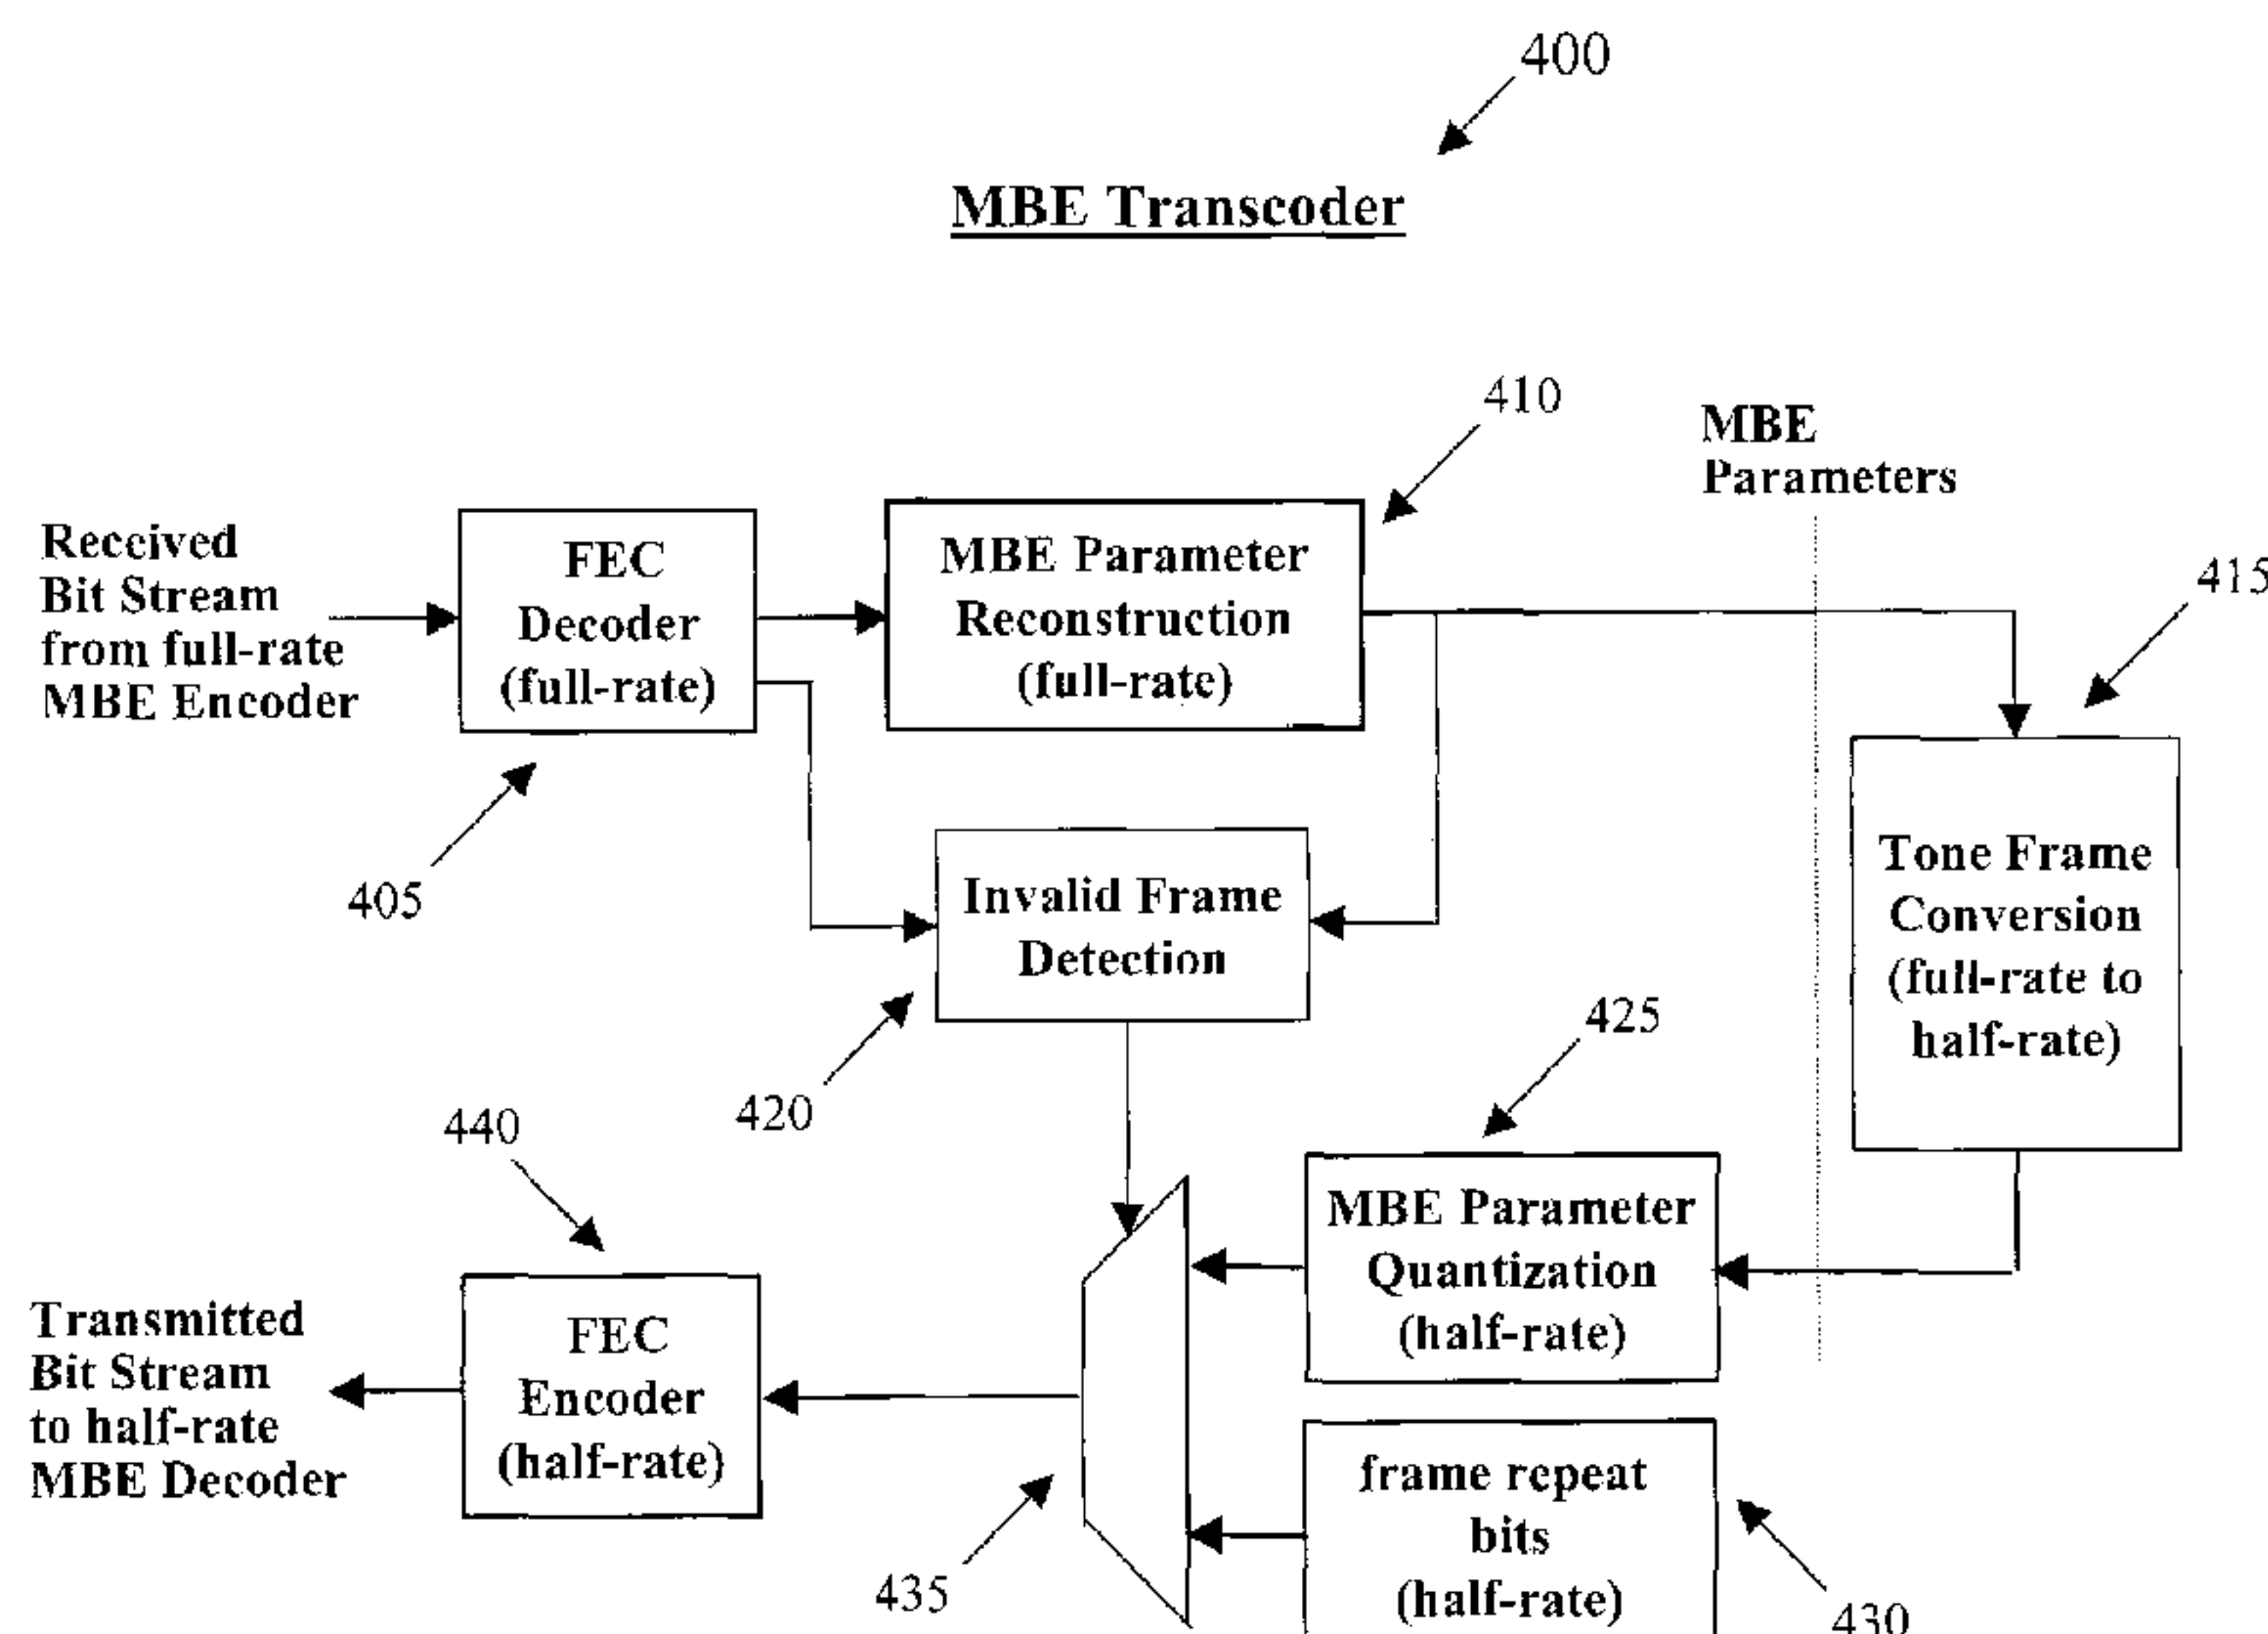 400
MBE Transcoder
410
MBE
Parameters
415
Received
Bit Stream
from full-rate
MBE Encoder
FEC
Decoder
(full-rate)
MBE Parameter
Reconstruction
(full-rate)
405
Invalid Frame
Detection
420
Tone Frame
Conversion
(full-rate to
half-rate)
425
440
MBE Parameter
Quantization
(half-rate)
Transmitted
Bit Stream
to half-rate
MBE Decoder
FEC
Encoder
(half-rate)
frame repeat
bits
(half-rate)
435
430